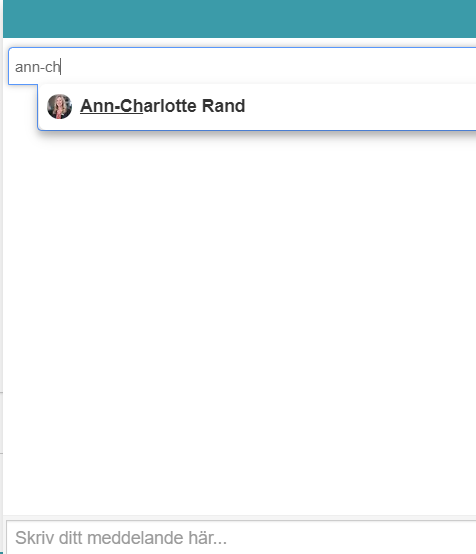 ann-ch
Ann-Charlotte Rand
Skriv ditt meddelande här...